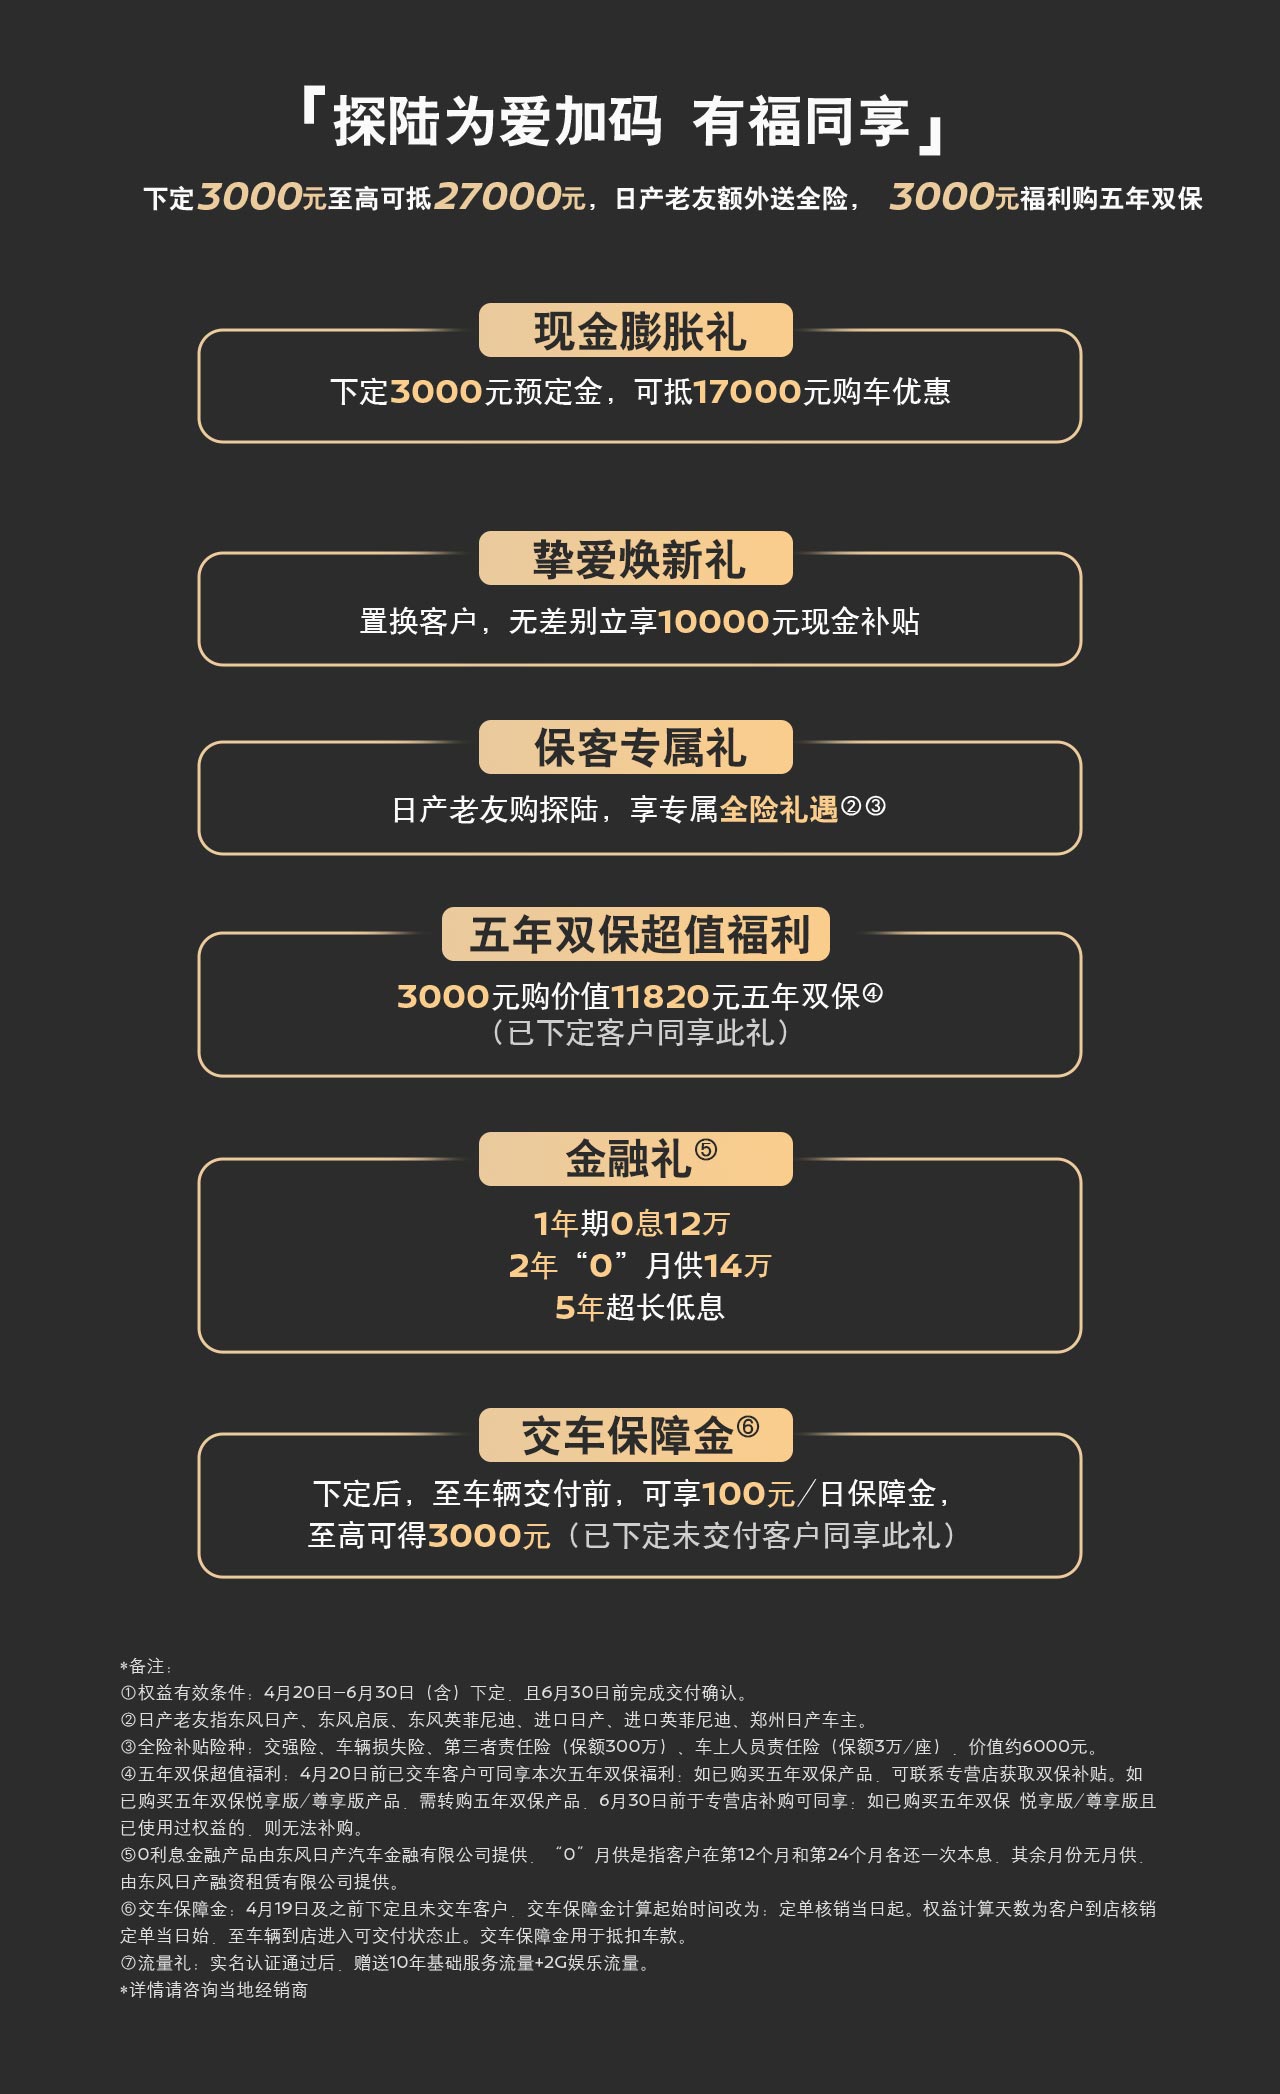 「探陆为爱加码 有福同享」
下定3000元至高可抵27000元，日产老友额外送全险， 3000元福利购五年双保
现金膨胀礼
下定3000元预定金，可抵17000元购车优惠
挚爱焕新礼
置换客户，无差别立享10000元现金补贴
保客专属礼
日产老友购探陆，享专属全险礼遇②③
五年双保超值福利
3000元购价值11820元五年双保④
（已下定客户同享此礼）
金融礼⑤
1年期0息12万
2年“0”月供14万
5年超长低息
交车保障金⑥
下定后，至车辆交付前，可享100元/日保障金，
至高可得3000元（已下定未交付客户同享此礼）
*备注：
①权益有效条件：4月20日—6月30日（含）下定，且6月30日前完成交付确认。
②日产老友指东风日产、东风启辰、东风英菲尼迪、进口日产、进口英菲尼迪、郑州日产车主。
③全险补贴险种：交强险、车辆损失险、第三者责任险（保额300万）、车上人员责任险（保额3万/座），价值约6000元。
④五年双保超值福利：4月20日前已交车客户可同享本次五年双保福利；如已购买五年双保产品，可联系专营店获取双保补贴。如
已购买五年双保悦享版/尊享版产品，需转购五年双保产品，6月30日前于专营店补购可同享；如已购买五年双保 悦享版/尊享版且
已使用过权益的，则无法补购。
⑤0利息金融产品由东风日产汽车金融有限公司提供，“0”月供是指客户在第12个月和第24个月各还一次本息，其余月份无月供，
由东风日产融资租赁有限公司提供。
⑥交车保障金：4月19日及之前下定且未交车客户，交车保障金计算起始时间改为：定单核销当日起。权益计算天数为客户到店核销
定单当日始，至车辆到店进入可交付状态止。交车保障金用于抵扣车款。
⑦流量礼：实名认证通过后，赠送10年基础服务流量+2G娱乐流量。
*详情请咨询当地经销商